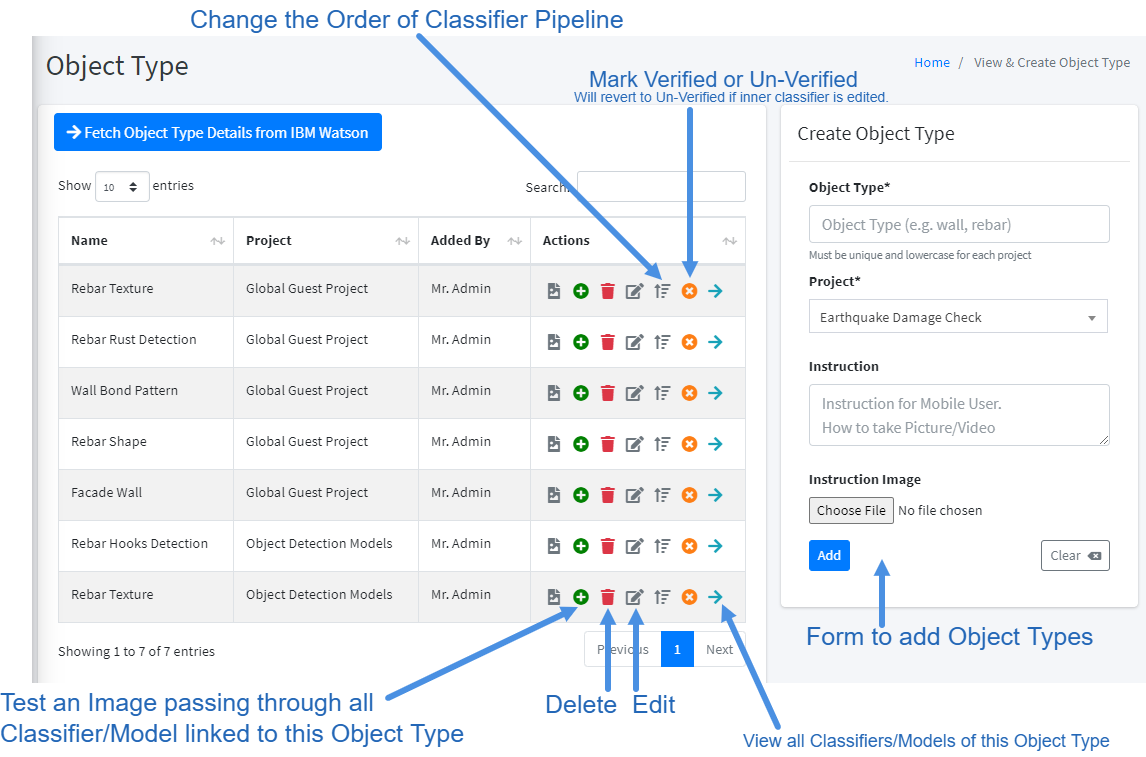 Change the Order of Classifier Pipeline
Object Type
Home / View & Create Object Type
Mark Verified or Un-Verified
Will revert to Un-Verified if inner classifier is edited.
Fetch Object Type Details from IBM Watson
Show 10 entries
Search:
Name Project Added By Actions
Rebar Texture Global Guest Project Mr. Admin
Rebar Rust Detection Global Guest Project Mr. Admin
Wall Bond Pattern Global Guest Project Mr. Admin
Rebar Shape Global Guest Project Mr. Admin
Facade Wall Global Guest Project Mr. Admin
Rebar Hooks Detection Object Detection Models Mr. Admin
Rebar Texture Object Detection Models Mr. Admin
Showing 1 to 7 of 7 entries
Previous 1 Next
Create Object Type
Object Type*
Object Type (e.g. wall, rebar)
Must be unique and lowercase for each project
Project*
Earthquake Damage Check
Instruction
Instruction for Mobile User.
How to take Picture/Video
Instruction Image
Choose File No file chosen
Add Clear
Form to add Object Types
Test an Image passing through all
Classifier/Model linked to this Object Type
Delete Edit
View all Classifiers/Models of this Object Type